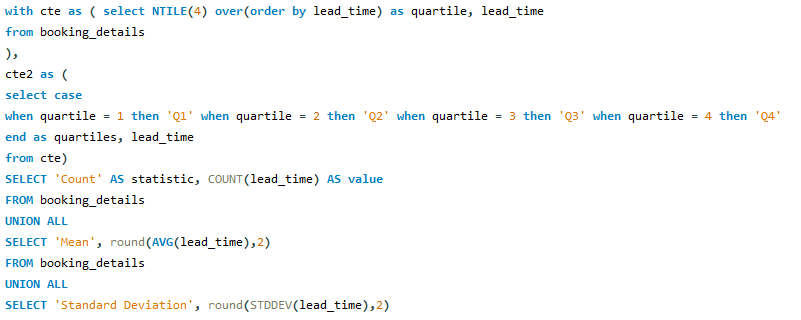 with cte as ( select NTILE(4) over(order by lead_time) as quartile, lead_time
from booking_details
),
cte2 as (
select case
when quartile = 1 then 'Q1' when quartile = 2 then 'Q2' when quartile = 3 then 'Q3' when quartile = 4 then 'Q4'
end as quartiles, lead_time
from cte)
SELECT 'Count' AS statistic, COUNT(lead_time) AS value
FROM booking_details
UNION ALL
SELECT 'Mean', round(AVG(lead_time),2)
FROM booking_details
UNION ALL
SELECT 'Standard Deviation', round(STDDEV(lead_time),2)